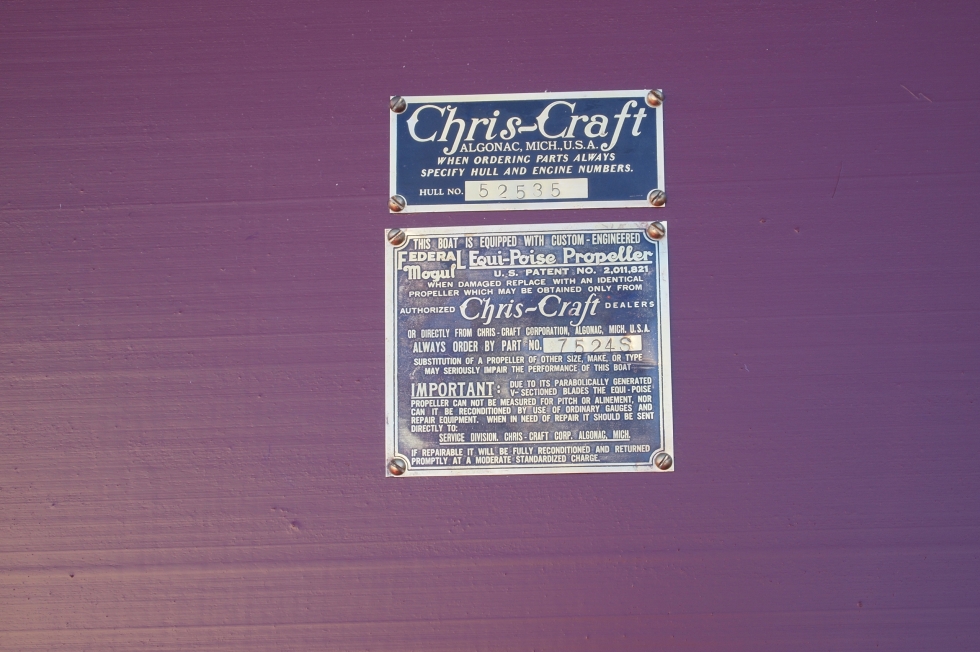 Chris-Craft
ALGONAC, MICH., U.S.A.
WHEN ORDERING PARTS ALWAYS
SPECIFY HULL AND ENGINE NUMBERS.
HULL NO. 52535
THIS BOAT IS EQUIPPED WITH CUSTOM-ENGINEERED
FEDERAL Mogul Equi-Poise Propeller
U.S. PATENT NO. 2,011,821
WHEN DAMAGED REPLACE WITH AN IDENTICAL
PROPELLER WHICH MAY BE OBTAINED ONLY FROM
AUTHORIZED Chris-Craft DEALERS
OR DIRECTLY FROM CHRIS-CRAFT CORPORATION, ALGONAC, MICH. U.S.A.
ALWAYS ORDER BY PART NO. 7524S
SUBSTITUTION OF A PROPELLER OF OTHER SIZE, MAKE, OR TYPE
MAY SERIOUSLY IMPAIR THE PERFORMANCE OF THIS BOAT
IMPORTANT: DUE TO ITS PARABOLICALLY GENERATED
V-SECTIONED BLADES THE EQUI-POISE
PROPELLER CAN NOT BE MEASURED FOR PITCH OR ALINEMENT, NOR
CAN IT BE RECONDITIONED BY USE OF ORDINARY GAUGES AND
REPAIR EQUIPMENT. WHEN IN NEED OF REPAIR IT SHOULD BE SENT
DIRECTLY TO:
SERVICE DIVISION, CHRIS-CRAFT CORP. ALGONAC, MICH.
IF REPAIRABLE IT WILL BE FULLY RECONDITIONED AND RETURNED
PROMPTLY AT A MODERATE STANDARDIZED CHARGE.